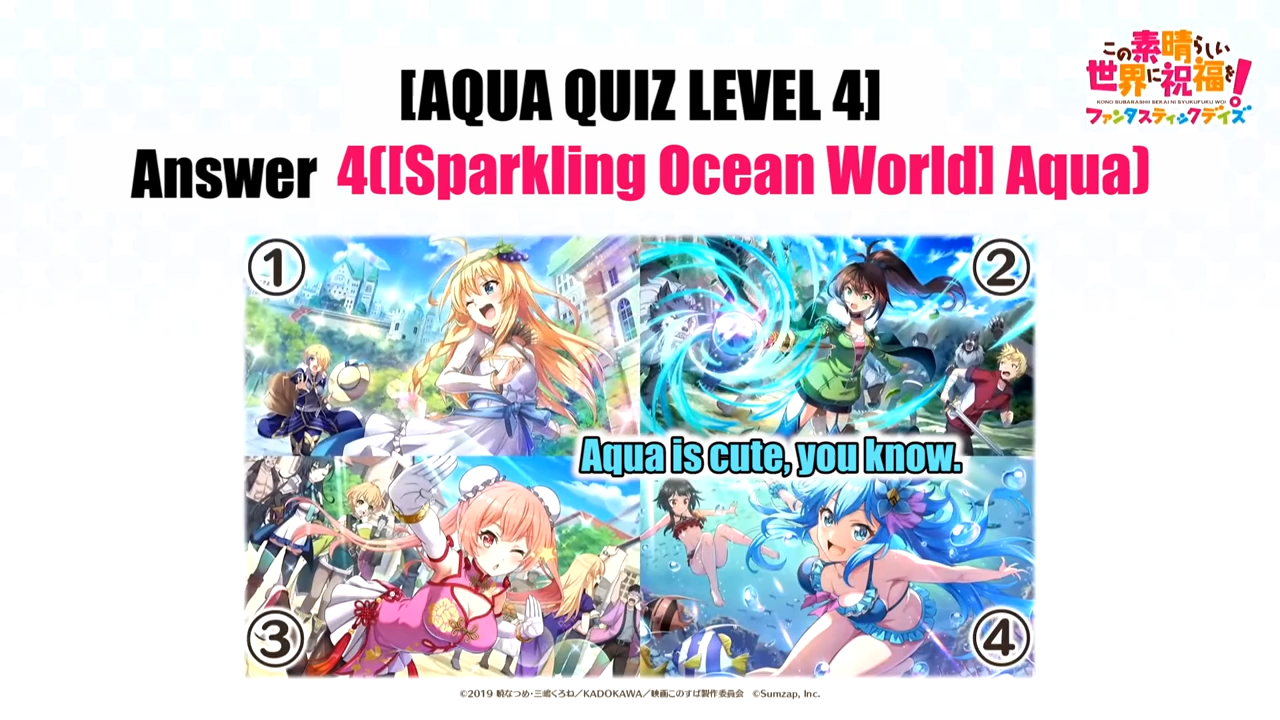 この素晴らしい
世界に祝福を!
KONO SUBARASHII SEKAI NI SYUKUFUKU WO!
ファンタスティックデイズ
[AQUA QUIZ LEVEL 4]
Answer 4([Sparkling Ocean World] Aqua)
①
②
Aqua is cute, you know.
③
④
©2019 暁なつめ・三嶋くろね/KADOKAWA/映画このすば製作委員会 ©Sumzap, Inc.